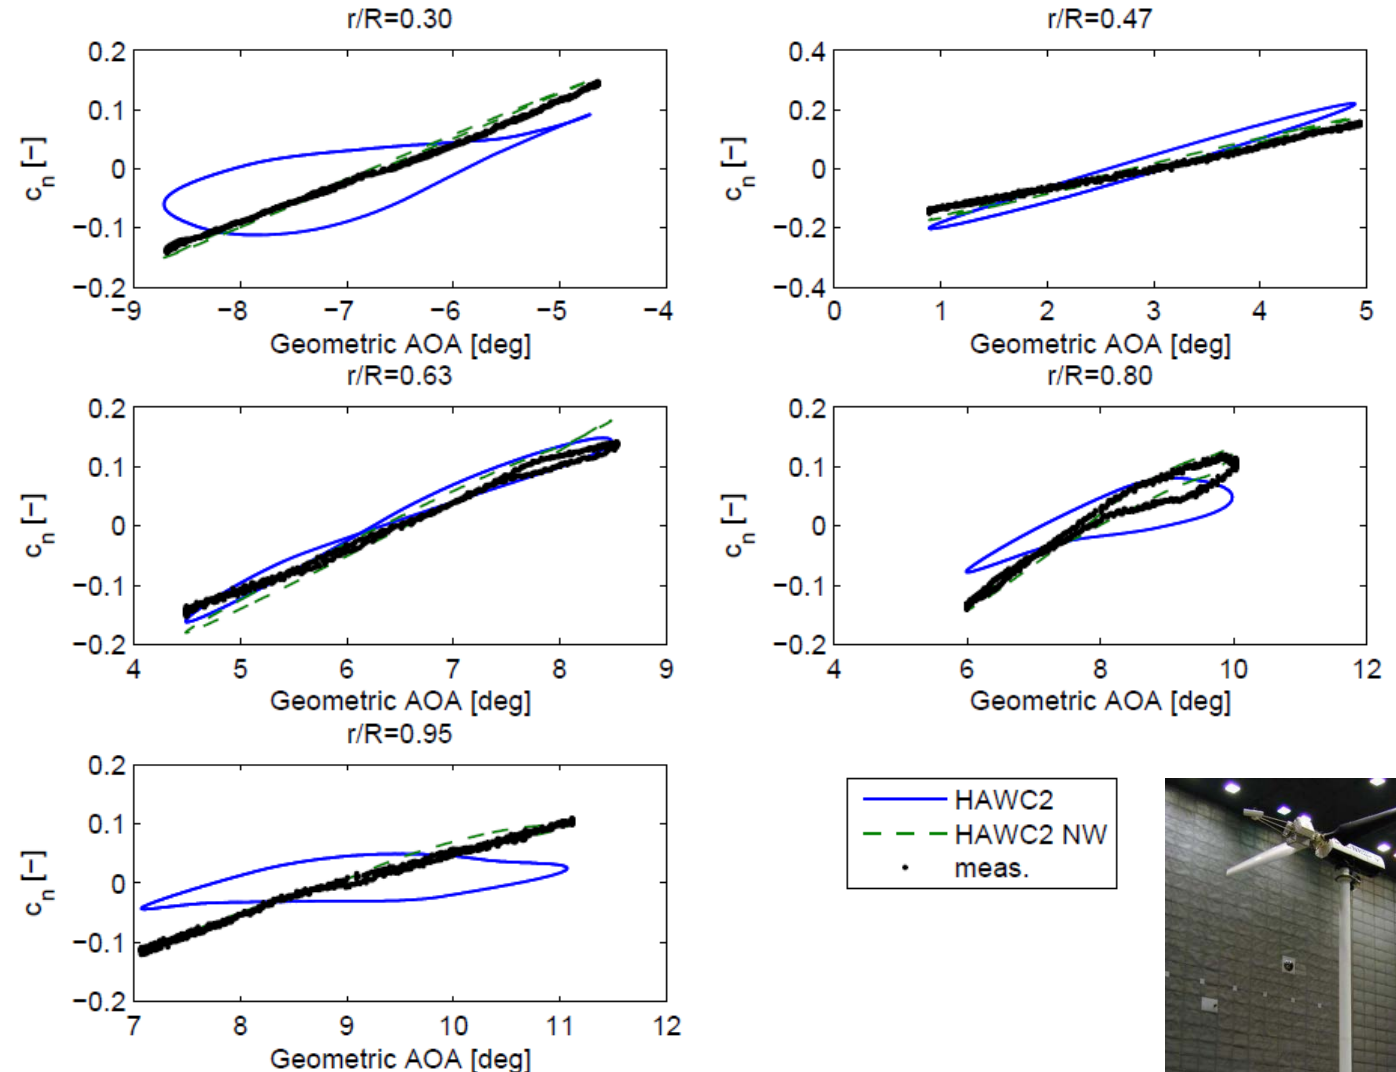 r/R=0.30
0.2
0.1
0
−0.1
−0.2
c_n [−]
−9 −8 −7 −6 −5 −4
Geometric AOA [deg]
r/R=0.47
0.4
0.2
0
−0.2
−0.4
c_n [−]
0 1 2 3 4 5
Geometric AOA [deg]
r/R=0.63
0.2
0.1
0
−0.1
−0.2
c_n [−]
4 5 6 7 8 9
Geometric AOA [deg]
r/R=0.80
0.2
0.1
0
−0.1
−0.2
c_n [−]
4 6 8 10 12
Geometric AOA [deg]
r/R=0.95
0.2
0.1
0
−0.1
−0.2
c_n [−]
7 8 9 10 11 12
Geometric AOA [deg]
HAWC2
HAWC2 NW
meas.